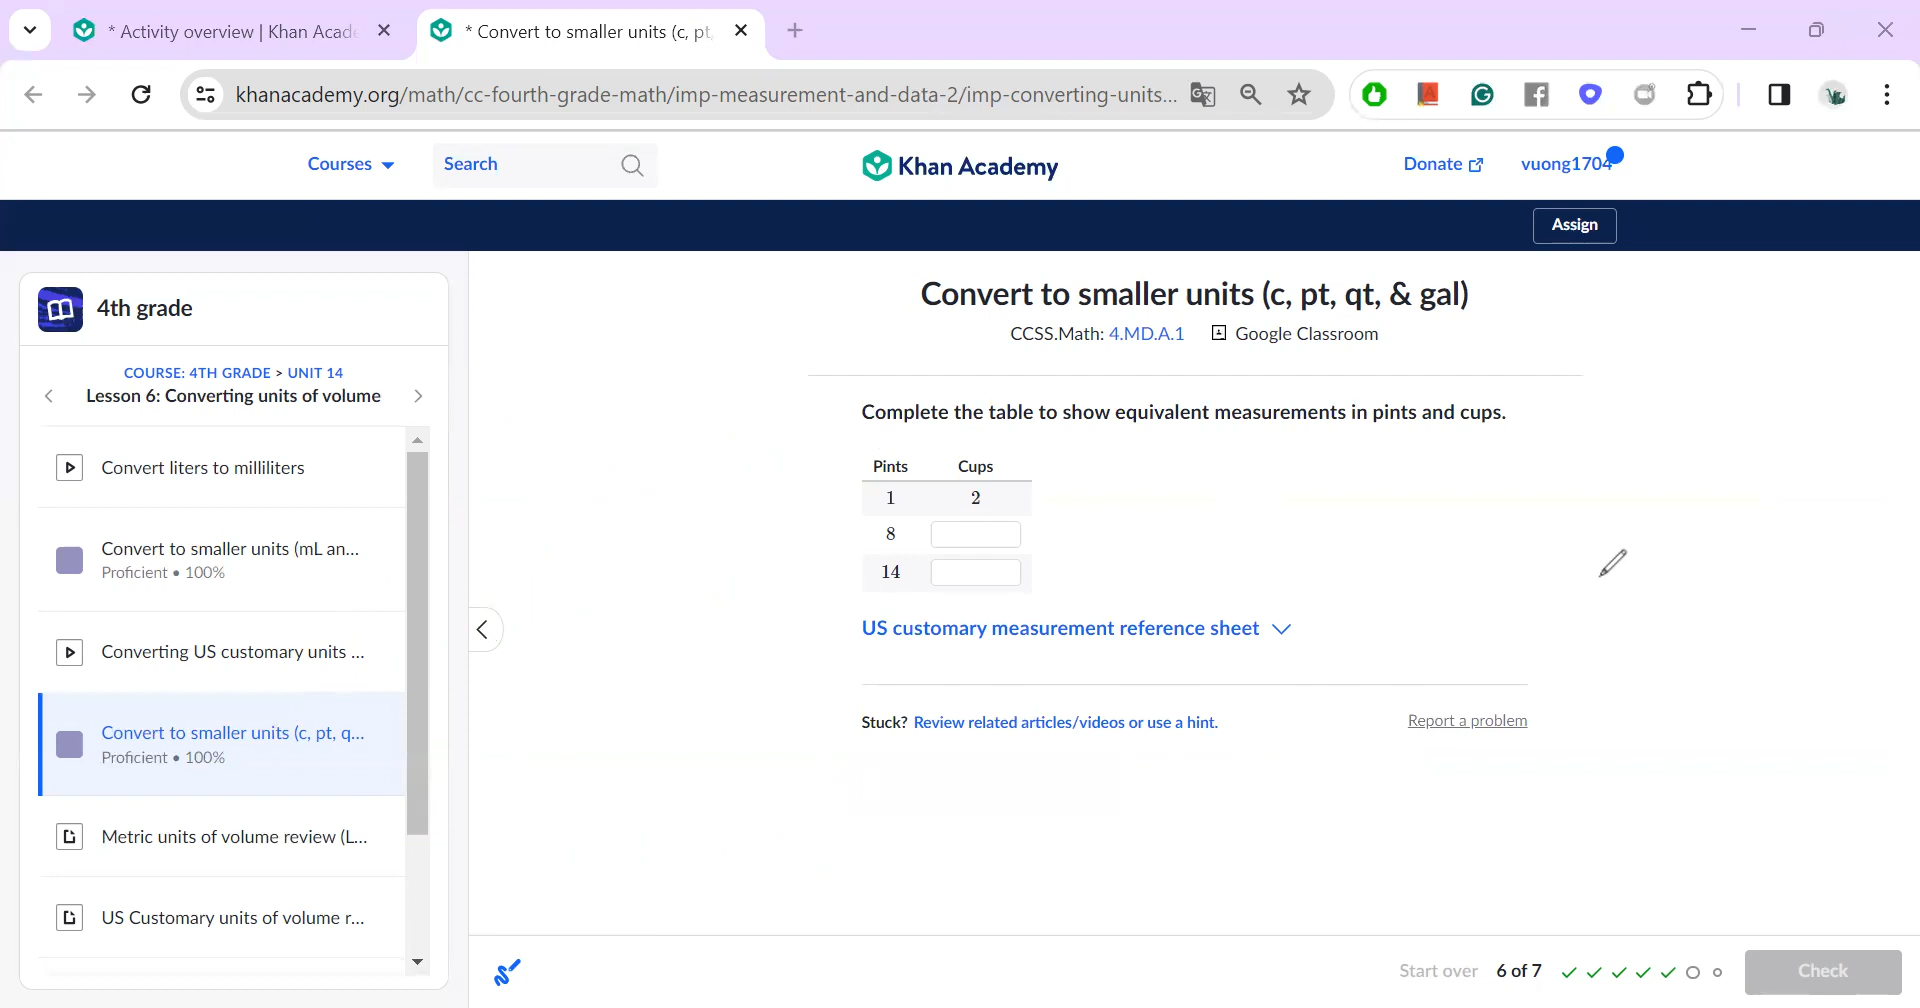 * Activity overview | Khan Acade
* Convert to smaller units (c, pt,
khanacademy.org/math/cc-fourth-grade-math/imp-measurement-and-data-2/imp-converting-units...
Courses
Search
Khan Academy
Donate
vuong1704
Assign
4th grade
COURSE: 4TH GRADE > UNIT 14
Lesson 6: Converting units of volume
Convert liters to milliliters
Convert to smaller units (mL an...
Proficient • 100%
Converting US customary units ...
Convert to smaller units (c, pt, q...
Proficient • 100%
Metric units of volume review (L...
US Customary units of volume r...
Convert to smaller units (c, pt, qt, & gal)
CCSS.Math: 4.MD.A.1 Google Classroom
Complete the table to show equivalent measurements in pints and cups.
Pints Cups
1 2
8
14
US customary measurement reference sheet
Stuck? Review related articles/videos or use a hint.
Report a problem
Start over 6 of 7 Check